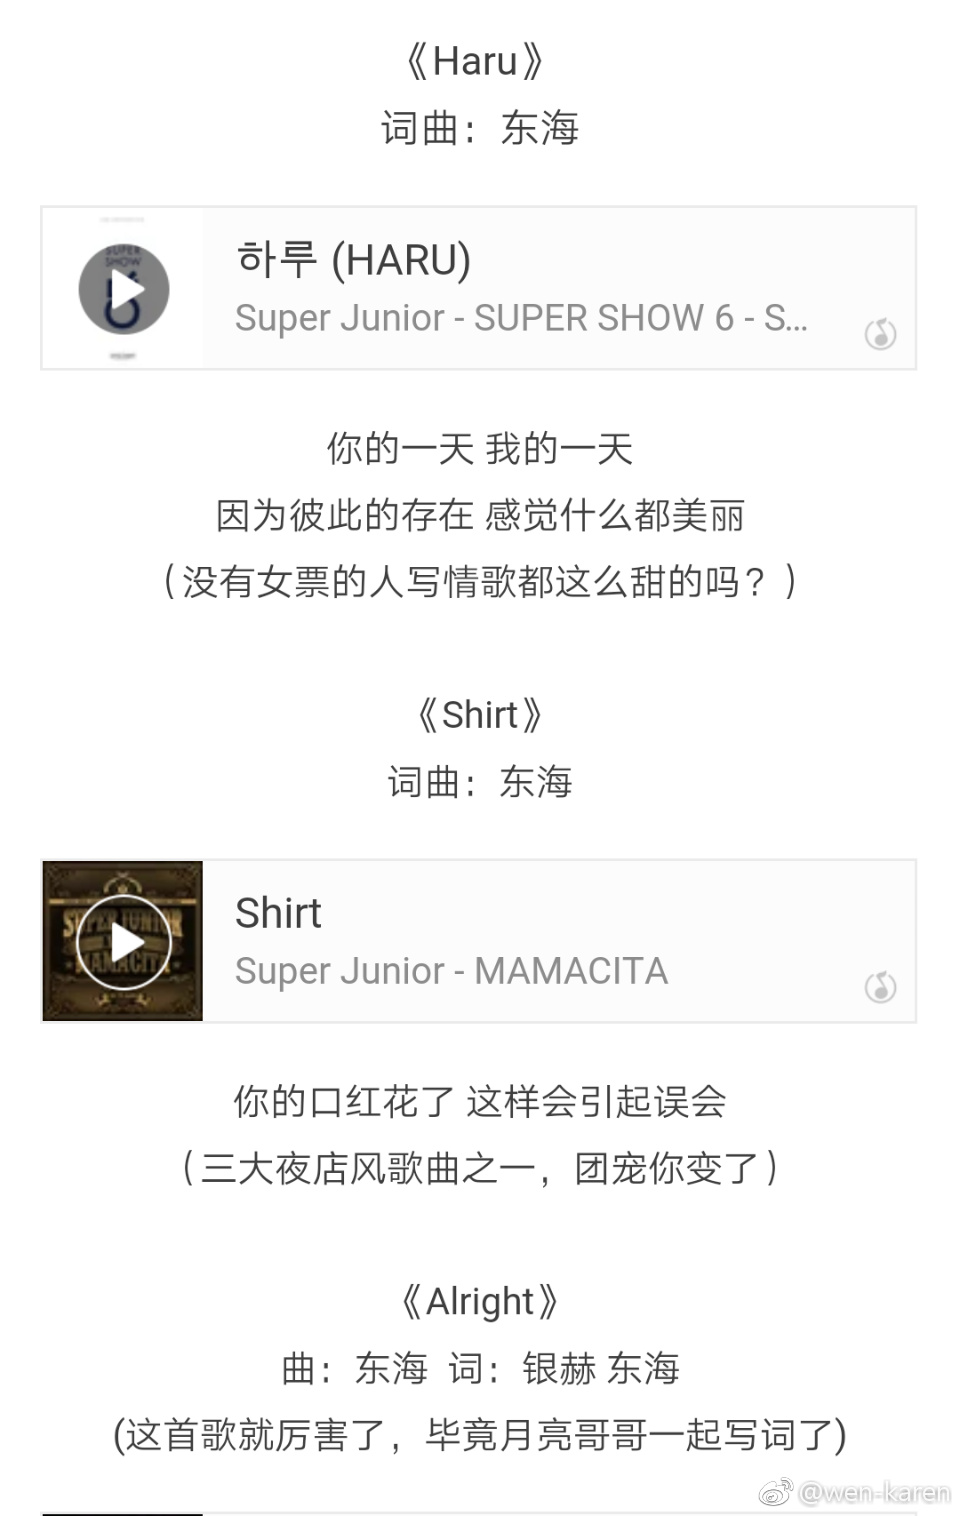 《Haru》
词曲：东海
SUPER
SHOW
하루 (HARU)
Super Junior - SUPER SHOW 6 - S...
你的一天 我的一天
因为彼此的存在 感觉什么都美丽
（没有女票的人写情歌都这么甜的吗？）
《Shirt》
词曲：东海
SUPER JUNIOR
MAMACITA
Shirt
Super Junior - MAMACITA
你的口红花了 这样会引起误会
（三大夜店风歌曲之一，团宠你变了）
《Alright》
曲：东海 词：银赫 东海
(这首歌就厉害了，毕竟月亮哥哥一起写词了)
@wen-karen